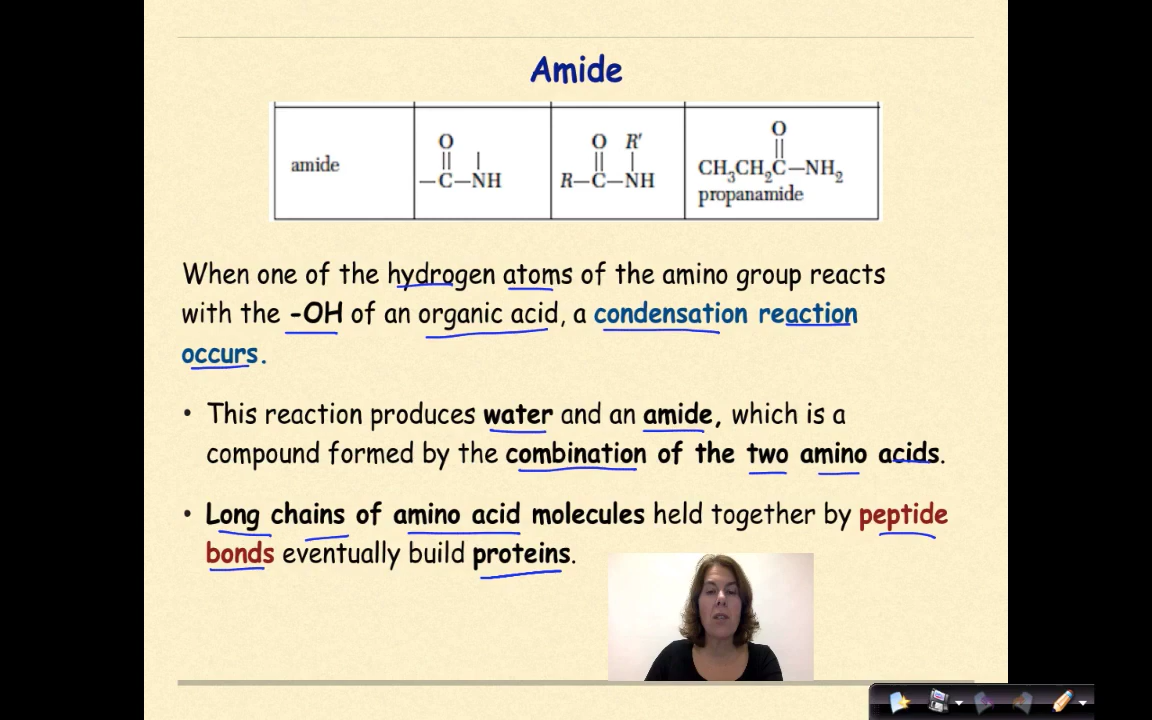 Amide
amide
O
||  |
—C—NH
O  R'
||  |
R—C—NH
O
||
CH₃CH₂C—NH₂
propanamide
When one of the hydrogen atoms of the amino group reacts
with the -OH of an organic acid, a condensation reaction
occurs.
• This reaction produces water and an amide, which is a
compound formed by the combination of the two amino acids.
• Long chains of amino acid molecules held together by peptide
bonds eventually build proteins.